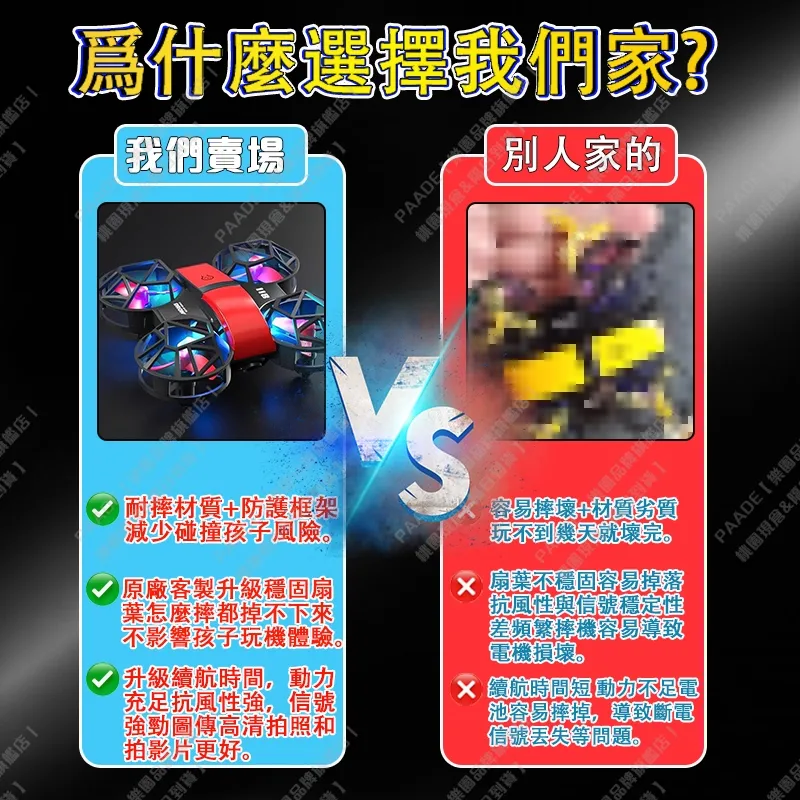 爲什麽選擇我們家?
我們賣場
耐摔材質+防護框架
減少碰撞孩子風險。
原廠客製升級穩固扇
葉怎麼摔都掉不下來
不影響孩子玩機體驗。
升級續航時間，動力
充足抗風性強，信號
強勁圖傳高清拍照和
拍影片更好。
VS
別人家的
容易摔壞+材質劣質
玩不到幾天就壞完。
扇葉不穩固容易掉落
抗風性與信號穩定性
差頻繁摔機容易導致
電機損壞。
續航時間短 動力不足電
池容易摔掉，導致斷電
信號丟失等問題。